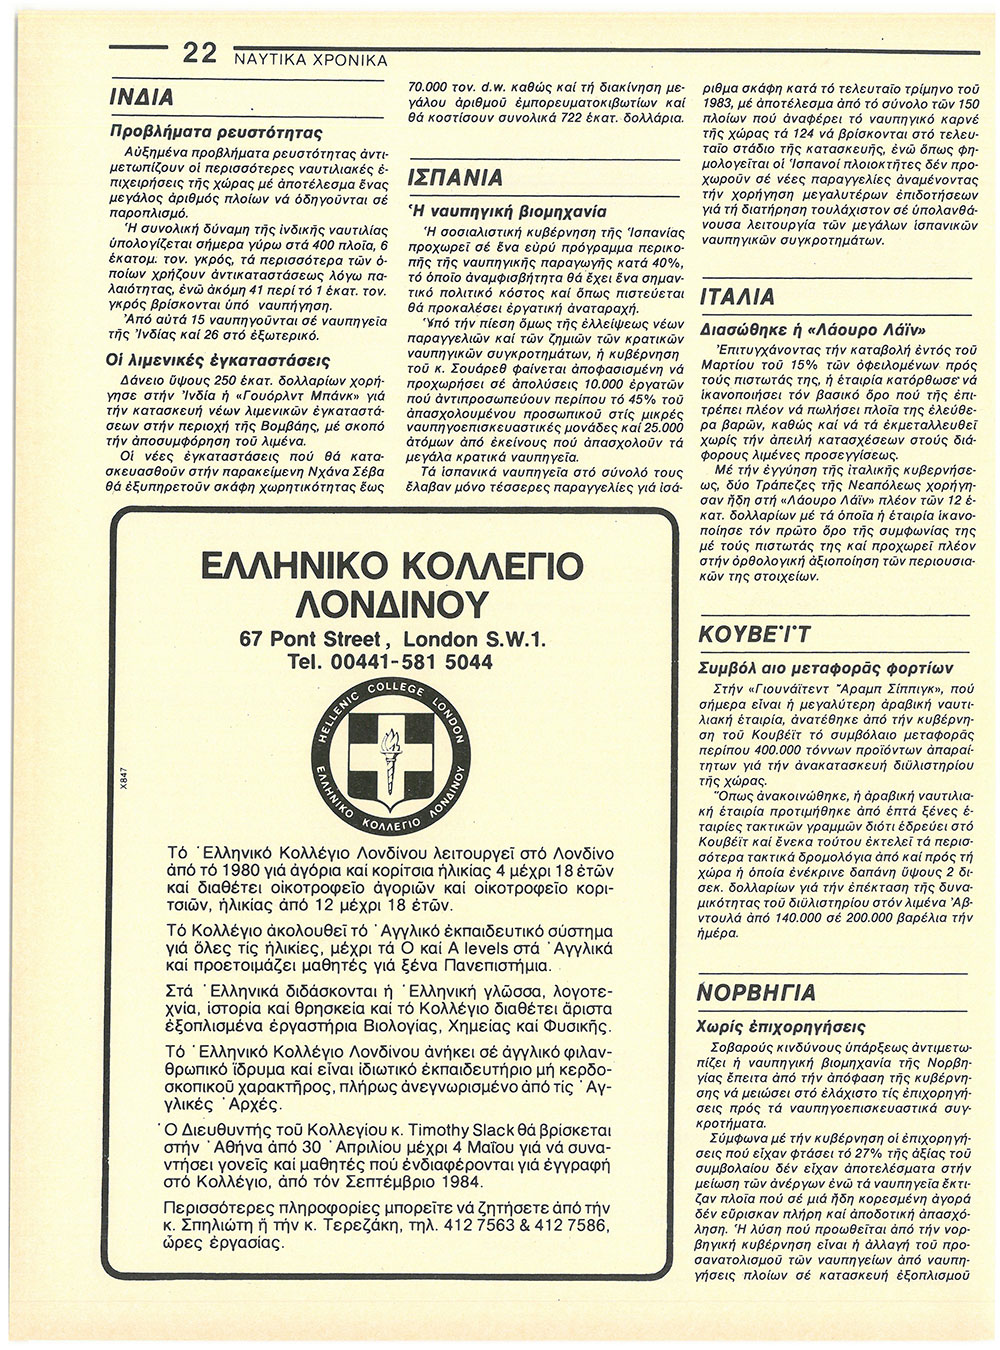 22 ΝΑΥΤΙΚΑ ΧΡΟΝΙΚΑ
ΙΝΔΙΑ
Προβλήματα ρευστότητας
Αὐξημένα προβλήματα ρευστότητας ἀντι-
μετωπίζουν οἱ περισσότερες ναυτιλιακές ἐ-
πιχειρήσεις τῆς χώρας μέ ἀποτέλεσμα ἕνας
μεγάλος ἀριθμός πλοίων νά ὁδηγοῦνται σέ
παροπλισμό.
Ἡ συνολική δύναμη τῆς ἰνδικῆς ναυτιλίας
ὑπολογίζεται σήμερα γύρω στά 400 πλοῖα, 6
ἑκατομ. τον. γκρός, τά περισσότερα τῶν ὁ-
ποίων χρήζουν ἀντικαταστάσεως λόγω πα-
λαιότητας, ἐνῶ ἀκόμη 41 περί τό 1 ἑκατ. τον.
γκρός βρίσκονται ὑπό ναυπήγηση.
Ἀπό αὐτά 15 ναυπηγοῦνται σέ ναυπηγεῖα
τῆς Ἰνδίας καί 26 στό ἐξωτερικό.
Οἱ λιμενικές ἐγκαταστάσεις
Δάνειο ὕψους 250 ἑκατ. δολλαρίων χορή-
γησε στήν Ἰνδία ἡ «Γουόρλντ Μπάνκ» γιά
τήν κατασκευή νέων λιμενικῶν ἐγκαταστά-
σεων στήν περιοχή τῆς Βομβάης, μέ σκοπό
τήν ἀποσυμφόρηση τοῦ λιμένα.
Οἱ νέες ἐγκαταστάσεις πού θά κατα-
σκευασθοῦν στήν παρακείμενη Νχάνα Σέβα
θά ἐξυπηρετοῦν σκάφη χωρητικότητας ἕως
70.000 τον. d.w. καθώς καί τή διακίνηση με-
γάλου ἀριθμοῦ ἐμπορευματοκιβωτίων καί
θά κοστίσουν συνολικά 722 ἑκατ. δολλάρια.
ΙΣΠΑΝΙΑ
Ἡ ναυπηγική βιομηχανία
Ἡ σοσιαλιστική κυβέρνηση τῆς Ἱσπανίας
προχωρεῖ σέ ἕνα εὐρύ πρόγραμμα περικο-
πῆς τῆς ναυπηγικῆς παραγωγῆς κατά 40%,
τό ὁποῖο ἀναμφισβήτητα θά ἔχει ἕνα σημαν-
τικό πολιτικό κόστος καί ὅπως πιστεύεται
θά προκαλέσει ἐργατική ἀναταραχή.
Ὑπό τήν πίεση ὅμως τῆς ἐλλείψεως νέων
παραγγελιῶν καί τῶν ζημιῶν τῶν κρατικῶν
ναυπηγικῶν συγκροτημάτων, ἡ κυβέρνηση
τοῦ κ. Σουάρεθ φαίνεται ἀποφασισμένη νά
προχωρήσει σέ ἀπολύσεις 10.000 ἐργατῶν
πού ἀντιπροσωπεύουν περίπου τό 45% τοῦ
ἀπασχολουμένου προσωπικοῦ στίς μικρές
ναυπηγοεπισκευαστικές μονάδες καί 25.000
ἀτόμων ἀπό ἐκείνους πού ἀπασχολοῦν τά
μεγάλα κρατικά ναυπηγεῖα.
Τά ἱσπανικά ναυπηγεῖα στό σύνολό τους
ἔλαβαν μόνο τέσσερες παραγγελίες γιά ἰσά-
ριθμα σκάφη κατά τό τελευταῖο τρίμηνο τοῦ
1983, μέ ἀποτέλεσμα ἀπό τό σύνολο τῶν 150
πλοίων πού ἀναφέρει τό ναυπηγικό καρνέ
τῆς χώρας τά 124 νά βρίσκονται στό τελευ-
ταῖο στάδιο τῆς κατασκευῆς, ἐνῶ ὅπως φη-
μολογεῖται οἱ Ἱσπανοί πλοιοκτῆτες δέν προ-
χωροῦν σέ νέες παραγγελίες ἀναμένοντας
τήν χορήγηση μεγαλυτέρων ἐπιδοτήσεων
γιά τή διατήρηση τουλάχιστον σέ ὑπολανθά-
νουσα λειτουργία τῶν μεγάλων ἱσπανικῶν
ναυπηγικῶν συγκροτημάτων.
ΙΤΑΛΙΑ
Διασώθηκε ἡ «Λάουρο Λάϊν»
Ἐπιτυγχάνοντας τήν καταβολή ἐντός τοῦ
Μαρτίου τοῦ 15% τῶν ὀφειλομένων πρός
τούς πιστωτάς της, ἡ ἑταιρία κατόρθωσε νά
ἱκανοποιήσει τόν βασικό ὅρο πού τῆς ἐπι-
τρέπει πλέον νά πωλήσει πλοῖα της ἐλεύθε-
ρα βαρῶν, καθώς καί νά τά ἐκμεταλλευθεῖ
χωρίς τήν ἀπειλή κατασχέσεων στούς διά-
φορους λιμένες προσεγγίσεως.
Μέ τήν ἐγγύηση τῆς ἰταλικῆς κυβερνήσε-
ως, δύο Τράπεζες τῆς Νεαπόλεως χορήγη-
σαν ἤδη στή «Λάουρο Λάϊν» πλέον τῶν 12 ἑ-
κατ. δολλαρίων μέ τά ὁποῖα ἡ ἑταιρία ἱκανο-
ποίησε τόν πρῶτο ὅρο τῆς συμφωνίας της
μέ τούς πιστωτάς της καί προχωρεῖ πλέον
στήν ὀρθολογική ἀξιοποίηση τῶν περιουσια-
κῶν της στοιχείων.
ΚΟΥΒΕΪΤ
Συμβόλ αιο μεταφορᾶς φορτίων
Στήν «Γιουνάϊτεντ Ἄραμπ Σίππιγκ», πού
σήμερα εἶναι ἡ μεγαλύτερη ἀραβική ναυτι-
λιακή ἑταιρία, ἀνατέθηκε ἀπό τήν κυβέρνη-
ση τοῦ Κουβέϊτ τό συμβόλαιο μεταφορᾶς
περίπου 400.000 τόννων προϊόντων ἀπαραί-
τητων γιά τήν ἀνακατασκευή διϋλιστηρίου
τῆς χώρας.
Ὅπως ἀνακοινώθηκε, ἡ ἀραβική ναυτιλια-
κή ἑταιρία προτιμήθηκε ἀπό ἑπτά ξένες ἑ-
ταιρίες τακτικῶν γραμμῶν διότι ἑδρεύει στό
Κουβέϊτ καί ἕνεκα τούτου ἐκτελεῖ τά περισ-
σότερα τακτικά δρομολόγια ἀπό καί πρός τή
χώρα ἡ ὁποία ἐνέκρινε δαπάνη ὕψους 2 δι-
σεκ. δολλαρίων γιά τήν ἐπέκταση τῆς δυνα-
μικότητας τοῦ διϋλιστηρίου στόν λιμένα Ἀβ-
ντουλά ἀπό 140.000 σέ 200.000 βαρέλια τήν
ἡμέρα.
ΝΟΡΒΗΓΙΑ
Χωρίς ἐπιχορηγήσεις
Σοβαρούς κινδύνους ὑπάρξεως ἀντιμετω-
πίζει ἡ ναυπηγική βιομηχανία τῆς Νορβη-
γίας ἔπειτα ἀπό τήν ἀπόφαση τῆς κυβέρνη-
σης νά μειώσει στό ἐλάχιστο τίς ἐπιχορηγή-
σεις πρός τά ναυπηγοεπισκευαστικά συγ-
κροτήματα.
Σύμφωνα μέ τήν κυβέρνηση οἱ ἐπιχορηγή-
σεις πού εἶχαν φτάσει τό 27% τῆς ἀξίας τοῦ
συμβολαίου δέν εἶχαν ἀποτελέσματα στήν
μείωση τῶν ἀνέργων ἐνῶ τά ναυπηγεῖα ἔκτι-
ζαν πλοῖα πού σέ μιά ἤδη κορεσμένη ἀγορά
δέν εὕρισκαν πλήρη καί ἀποδοτική ἀπασχό-
ληση. Ἡ λύση πού προωθεῖται ἀπό τήν νορ-
βηγική κυβέρνηση εἶναι ἡ ἀλλαγή τοῦ προ-
σανατολισμοῦ τῶν ναυπηγείων ἀπό ναυπη-
γήσεις πλοίων σέ κατασκευή ἐξοπλισμοῦ
ΕΛΛΗΝΙΚΟ ΚΟΛΛΕΓΙΟ
ΛΟΝΔΙΝΟΥ
67 Pont Street, London S.W.1.
Tel. 00441-581 5044
HELLENIC COLLEGE LONDON
ΕΛΛΗΝΙΚΟ ΚΟΛΛΕΓΙΟ ΛΟΝΔΙΝΟΥ
X847
Τό Ἑλληνικό Κολλέγιο Λονδίνου λειτουργεῖ στό Λονδίνο
ἀπό τό 1980 γιά ἀγόρια καί κορίτσια ἡλικίας 4 μέχρι 18 ἐτῶν
καί διαθέτει οἰκοτροφεῖο ἀγοριῶν καί οἰκοτροφεῖο κορι-
τσιῶν, ἡλικίας ἀπό 12 μέχρι 18 ἐτῶν.
Τό Κολλέγιο ἀκολουθεῖ τό Ἀγγλικό ἐκπαιδευτικό σύστημα
γιά ὅλες τίς ἡλικίες, μέχρι τά Ο καί Α levels στά Ἀγγλικά
καί προετοιμάζει μαθητές γιά ξένα Πανεπιστήμια.
Στά Ἑλληνικά διδάσκονται ἡ Ἑλληνική γλῶσσα, λογοτε-
χνία, ἱστορία καί θρησκεία καί τό Κολλέγιο διαθέτει ἄριστα
ἐξοπλισμένα ἐργαστήρια Βιολογίας, Χημείας καί Φυσικῆς.
Τό Ἑλληνικό Κολλέγιο Λονδίνου ἀνήκει σέ ἀγγλικό φιλαν-
θρωπικό ἵδρυμα καί εἶναι ἰδιωτικό ἐκπαιδευτήριο μή κερδο-
σκοπικοῦ χαρακτῆρος, πλήρως ἀνεγνωρισμένο ἀπό τίς Ἀγ-
γλικές Ἀρχές.
Ὁ Διευθυντής τοῦ Κολλεγίου κ. Timothy Slack θά βρίσκεται
στήν Ἀθήνα ἀπό 30 Ἀπριλίου μέχρι 4 Μαΐου γιά νά συνα-
ντήσει γονεῖς καί μαθητές πού ἐνδιαφέρονται γιά ἐγγραφή
στό Κολλέγιο, ἀπό τόν Σεπτέμβριο 1984.
Περισσότερες πληροφορίες μπορεῖτε νά ζητήσετε ἀπό τήν
κ. Σπηλιώτη ἤ τήν κ. Τερεζάκη, τηλ. 412 7563 & 412 7586,
ὧρες ἐργασίας.